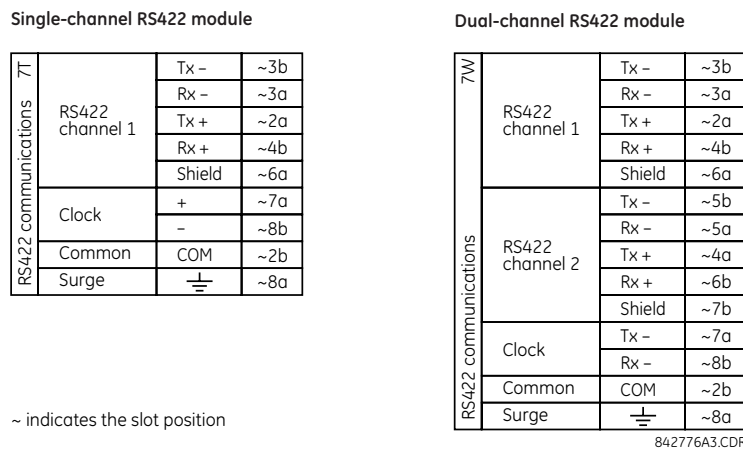 Single-channel RS422 module
RS422 communications 7T
RS422
channel 1
Tx – ~3b
Rx – ~3a
Tx + ~2a
Rx + ~4b
Shield ~6a
Clock
+ ~7a
– ~8b
Common COM ~2b
Surge ~8a
~ indicates the slot position
Dual-channel RS422 module
RS422 communications 7W
RS422
channel 1
Tx – ~3b
Rx – ~3a
Tx + ~2a
Rx + ~4b
Shield ~6a
RS422
channel 2
Tx – ~5b
Rx – ~5a
Tx + ~4a
Rx + ~6b
Shield ~7b
Clock
Tx – ~7a
Rx – ~8b
Common COM ~2b
Surge ~8a
842776A3.CDR